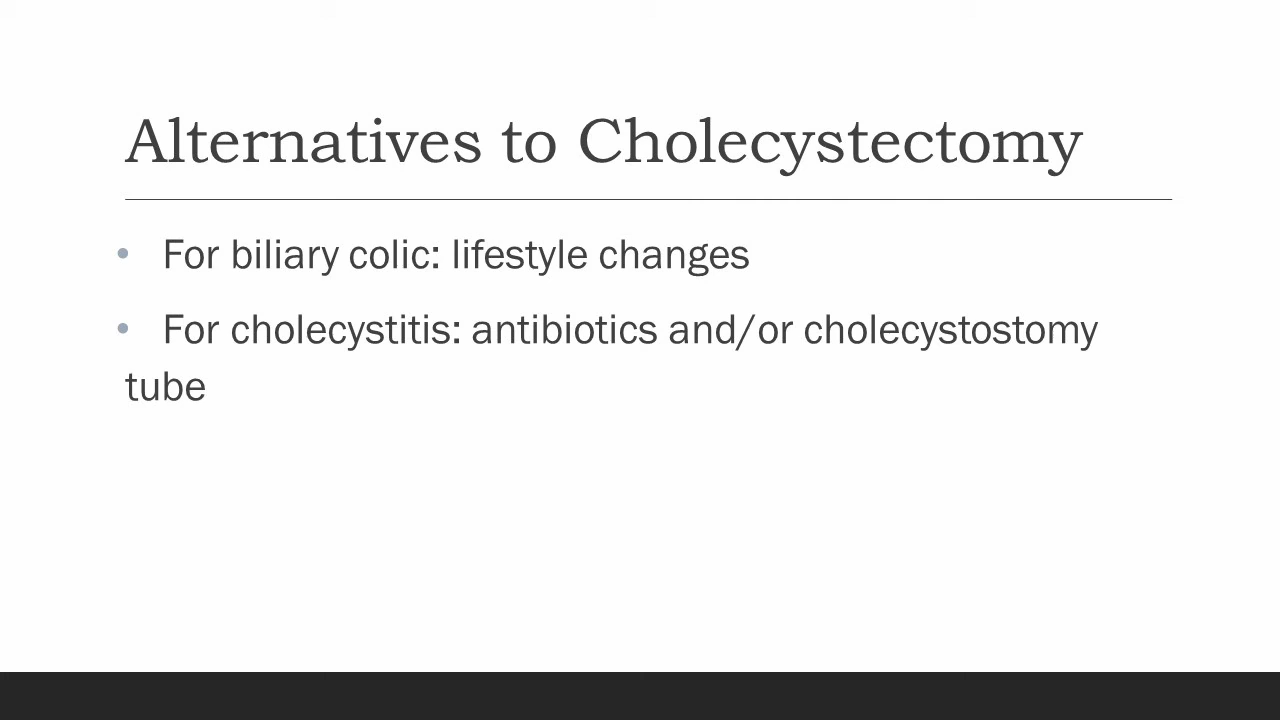 Alternatives to Cholecystectomy
• For biliary colic: lifestyle changes
• For cholecystitis: antibiotics and/or cholecystostomy
tube